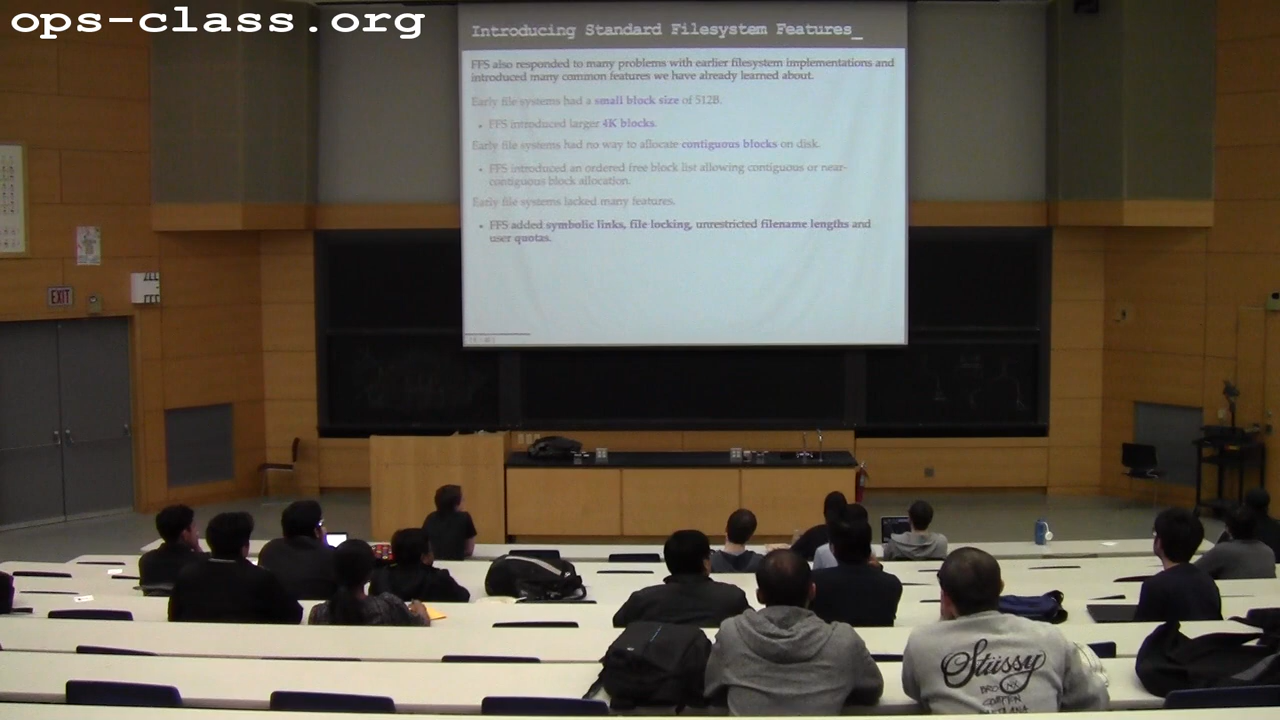 ops-class.org
Introducing Standard Filesystem Features_
FFS also responded to many problems with earlier filesystem implementations and
introduced many common features we have already learned about.
Early file systems had a small block size of 512B.
• FFS introduced larger 4K blocks.
Early file systems had no way to allocate contiguous blocks on disk.
• FFS introduced an ordered free block list allowing contiguous or near-
contiguous block allocation.
Early file systems lacked many features.
• FFS added symbolic links, file locking, unrestricted filename lengths and
user quotas.
EXIT
Stüssy